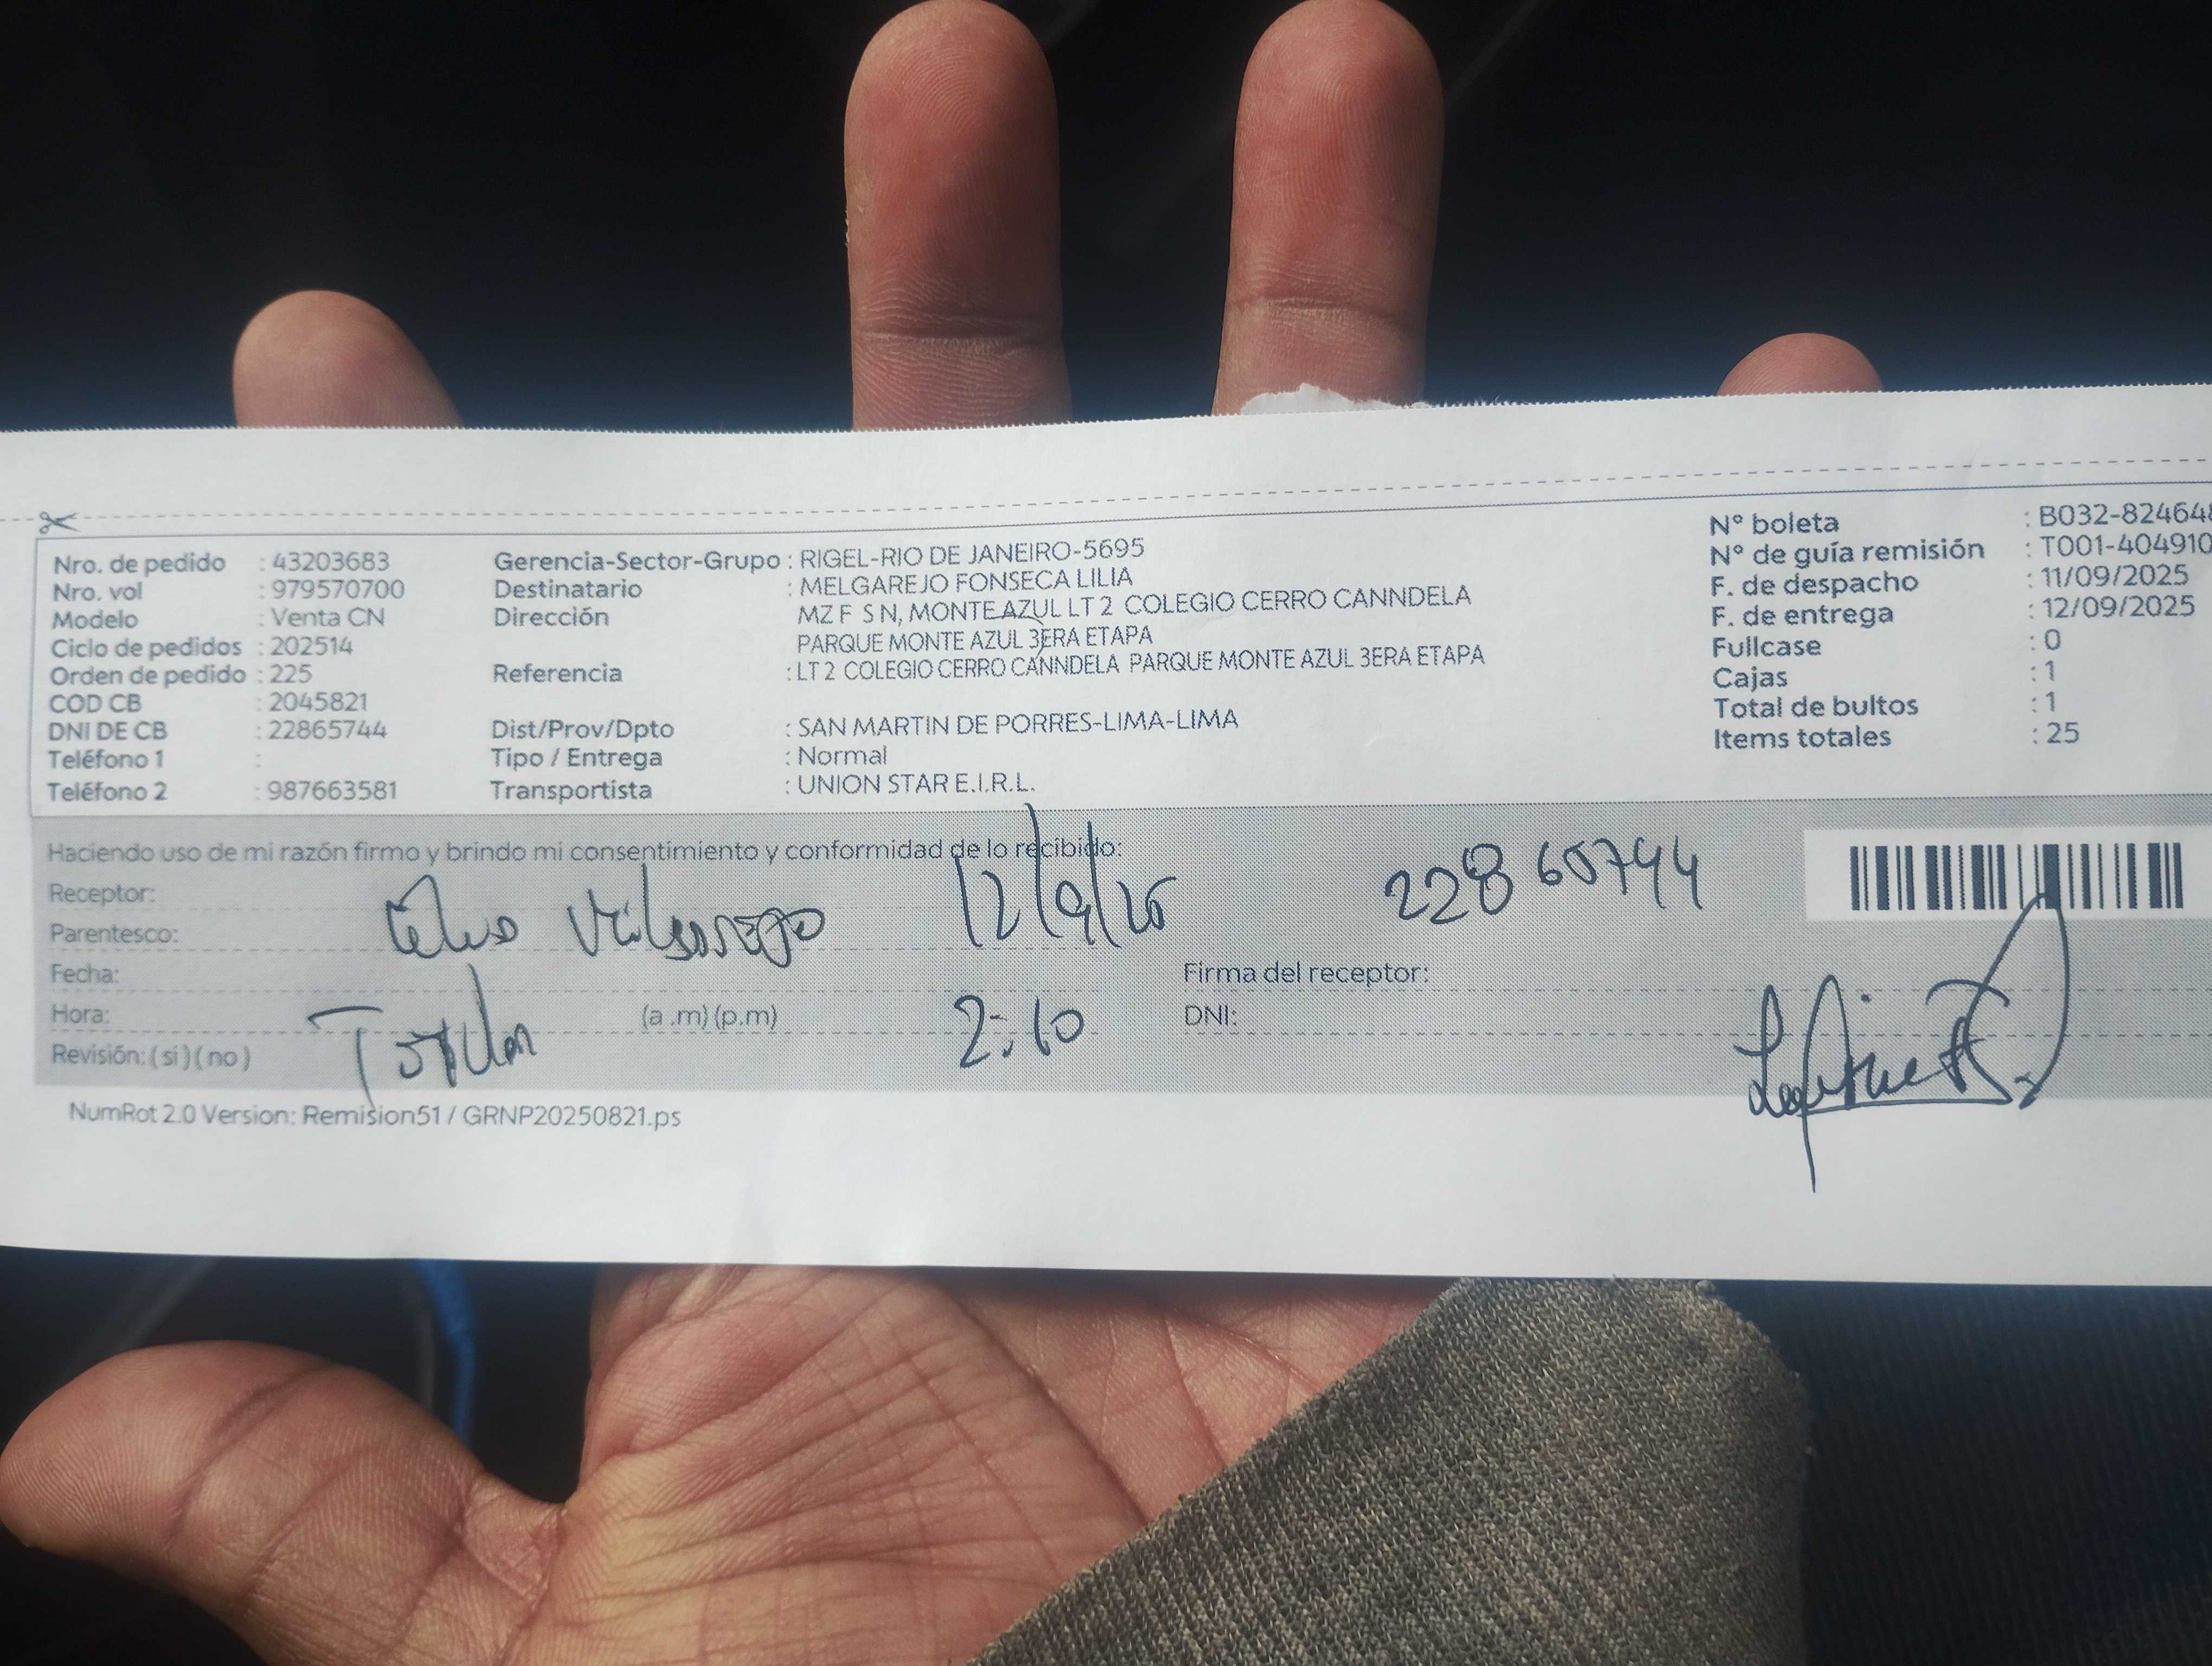 Nro. de pedido : 43203683
Nro. vol : 979570700
Modelo : Venta CN
Ciclo de pedidos : 202514
Orden de pedido : 225
COD CB : 2045821
DNI DE CB : 22865744
Teléfono 1 :
Teléfono 2 : 987663581
Gerencia-Sector-Grupo : RIGEL-RIO DE JANEIRO-5695
Destinatario : MELGAREJO FONSECA LILIA
Dirección MZ F S N, MONTE AZUL LT 2 COLEGIO CERRO CANNDELA
PARQUE MONTE AZUL 3ERA ETAPA
Referencia : LT 2 COLEGIO CERRO CANNDELA PARQUE MONTE AZUL 3ERA ETAPA
Dist/Prov/Dpto : SAN MARTIN DE PORRES-LIMA-LIMA
Tipo / Entrega : Normal
Transportista : UNION STAR E.I.R.L.
N° boleta : B032-824648
N° de guía remisión : T001-404910
F. de despacho : 11/09/2025
F. de entrega : 12/09/2025
Fullcase : 0
Cajas : 1
Total de bultos : 1
Items totales : 25
Haciendo uso de mi razón firmo y brindo mi consentimiento y conformidad de lo recibido:
Receptor:
Parentesco: 12/9/25 22865744
Fecha: Firma del receptor:
Hora: (a .m) (p.m) 2:10 DNI:
Revisión: ( si ) ( no )
NumRot 2.0 Version: Remision51 / GRNP20250821.ps